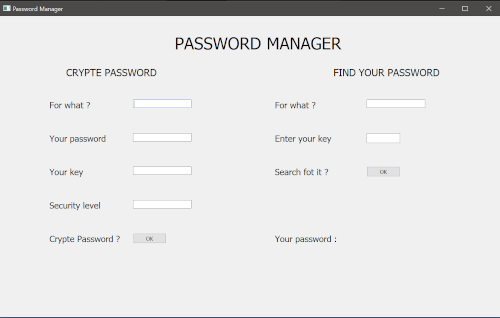 Password Manager
PASSWORD MANAGER
CRYPTE PASSWORD
For what ?
Your password
Your key
Security level
Crypte Password ? OK
FIND YOUR PASSWORD
For what ?
Enter your key
Search fot it ? OK
Your password :